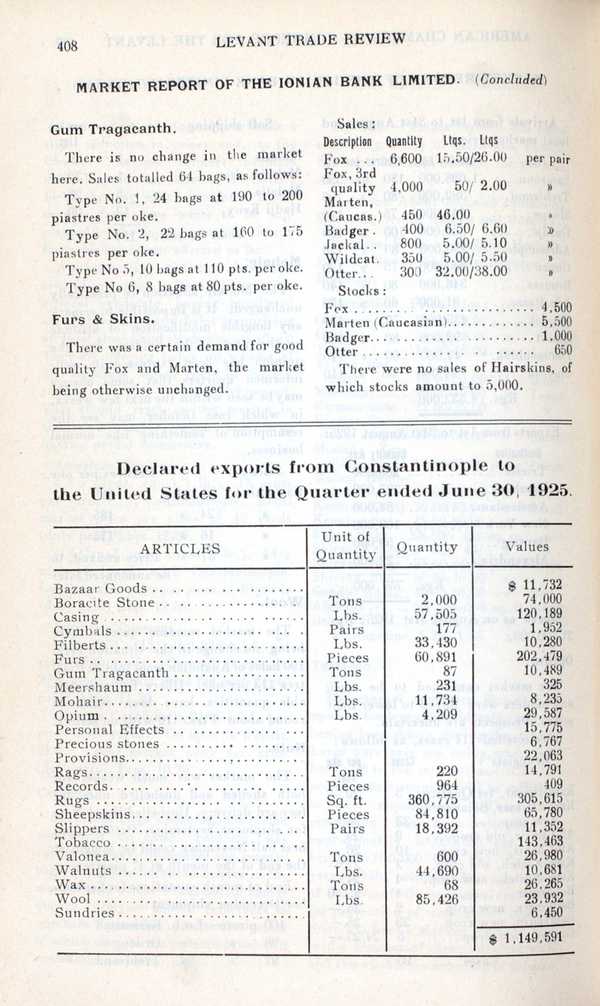 408
LEVANT TRADE REVIEW
MARKET REPORT OF THE IONIAN BANK LIMITED. (Concluded)
Gum Tragacanth.
There is no change in the market
here. Sales totalled 64 bags, as follows:
Type No. 1, 24 bags at 190 to 200
piastres per oke.
Type No. 2, 22 bags at 160 to 175
piastres per oke.
Type No 5, 10 bags at 110 pts. per oke.
Type No 6, 8 bags at 80 pts. per oke.
Furs & Skins.
There was a certain demand for good
quality Fox and Marten, the market
being otherwise unchanged.
Sales:
Description Quantity Ltqs. Ltqs
Fox ... 6,600 15.50/26.00 per pair
Fox, 3rd
quality 4,000 50/ 2.00 »
Marten,
(Caucas.) 450 46.00 »
Badger . 400 6.50/ 6.60 »
Jackal.. 800 5.00/ 5.10 »
Wildcat. 350 5.00/ 5.50 »
Otter... 300 32.00/38.00 »
Stocks:
Fox ........................ 4,500
Marten (Caucasian)............ 5,500
Badger........................ 1.000
Otter ........................ 650
There were no sales of Hairskins, of
which stocks amount to 5,000.
Declared exports from Constantinople to
the United States for the Quarter ended June 30, 1925.
ARTICLES Unit of Quantity Quantity Values
Bazaar Goods .................... $ 11,732
Boracite Stone .................... Tons 2,000 74,000
Casing .................... Lbs. 57,505 120,189
Cymbals .................... Pairs 177 1,952
Filberts .................... Lbs. 33,430 10,280
Furs .................... Pieces 60,891 202,479
Gum Tragacanth .................... Tons 87 10,489
Meershaum .................... Lbs. 231 325
Mohair .................... Lbs. 11,734 8,235
Opium .................... Lbs. 4,209 29,587
Personal Effects .................... 15,775
Precious stones .................... 6,767
Provisions .................... 22,063
Rags .................... Tons 220 14,791
Records .................... Pieces 964 409
Rugs .................... Sq. ft. 360,775 305,615
Sheepskins .................... Pieces 84,810 65,780
Slippers .................... Pairs 18,392 11,352
Tobacco .................... 143,463
Valonea .................... Tons 600 26,980
Walnuts .................... Lbs. 44,690 10,681
Wax .................... Tons 68 26,265
Wool .................... Lbs. 85,426 23,932
Sundries .................... 6,450
$ 1,149,591